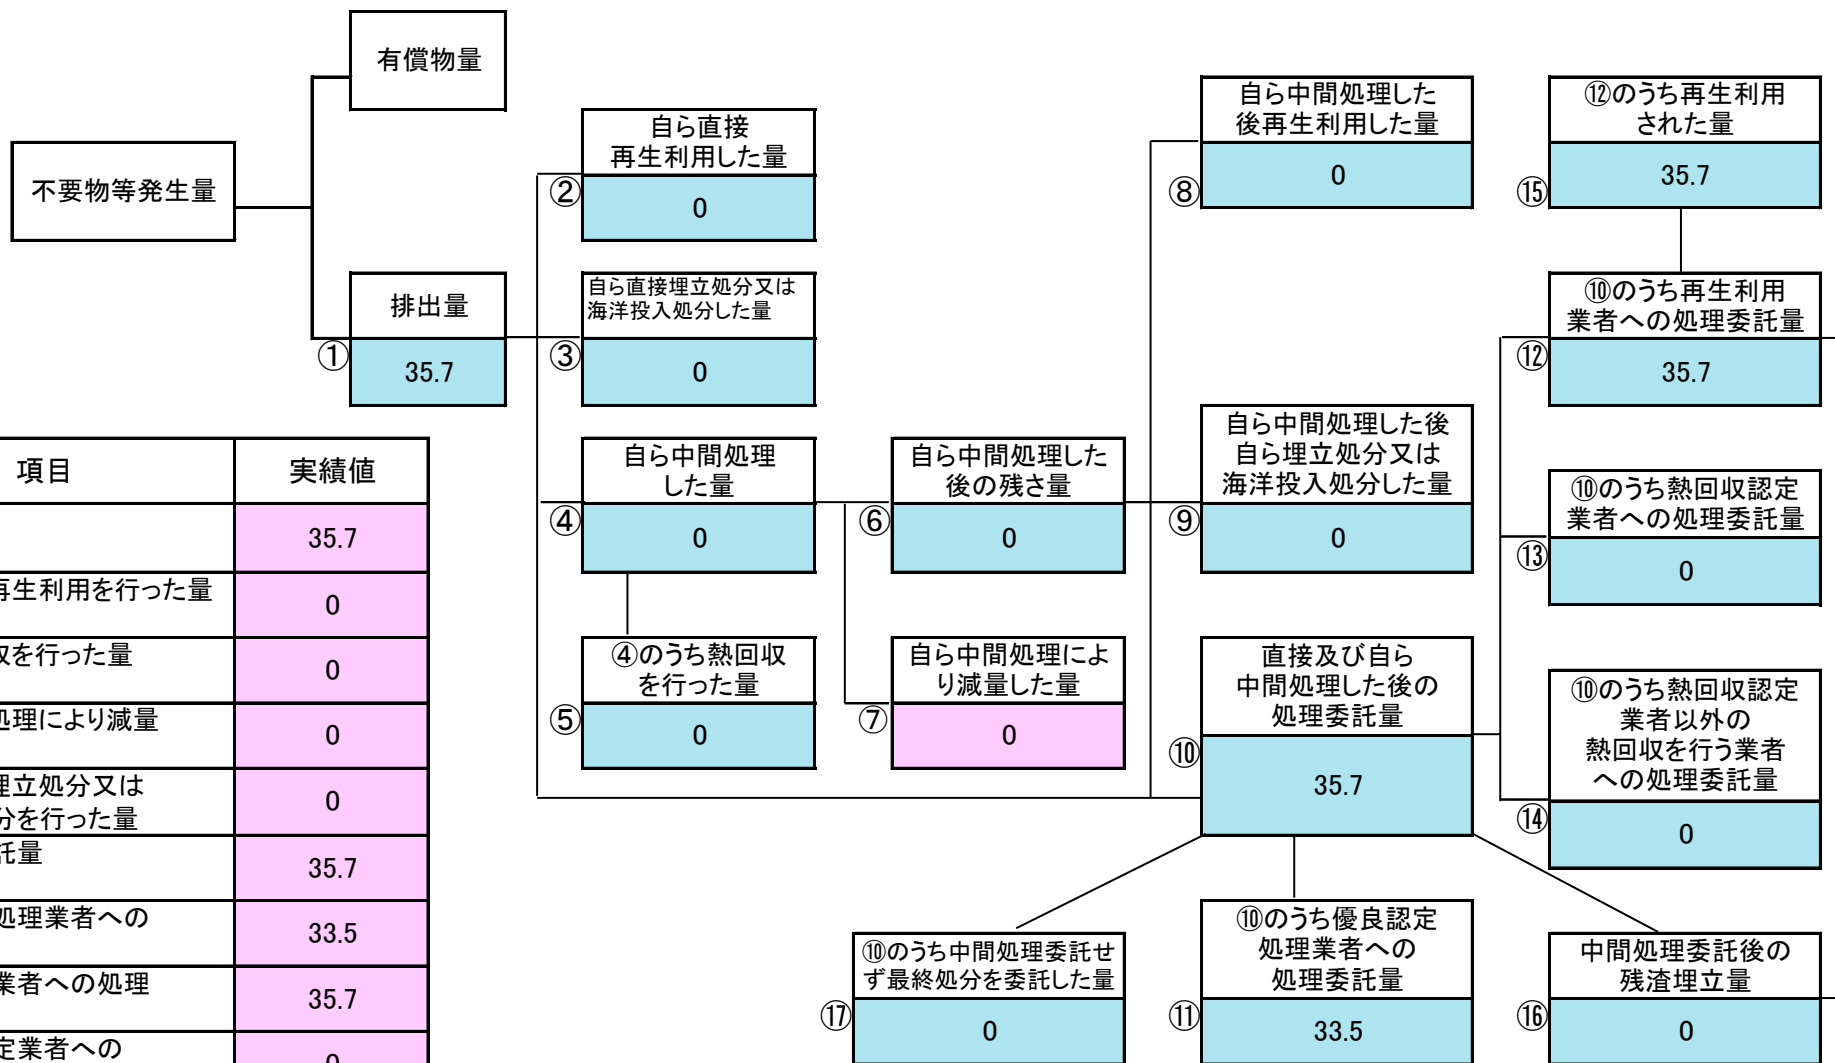 有償物量
不要物等発生量
排出量
①
35.7
自ら直接
再生利用した量
②
0
自ら直接埋立処分又は
海洋投入処分した量
③
0
自ら中間処理
した量
④
0
④のうち熱回収
を行った量
⑤
0
自ら中間処理した
後の残さ量
⑥
0
自ら中間処理によ
り減量した量
⑦
0
自ら中間処理した
後再生利用した量
⑧
0
自ら中間処理した後
自ら埋立処分又は
海洋投入処分した量
⑨
0
直接及び自ら
中間処理した後の
処理委託量
⑩
35.7
⑩のうち優良認定
処理業者への
処理委託量
⑪
33.5
⑫のうち再生利用
された量
⑮
35.7
⑩のうち再生利用
業者への処理委託量
⑫
35.7
⑩のうち熱回収認定
業者への処理委託量
⑬
0
⑩のうち熱回収認定
業者以外の
熱回収を行う業者
への処理委託量
⑭
0
中間処理委託後の
残渣埋立量
⑯
0
⑩のうち中間処理委託せ
ず最終処分を委託した量
⑰
0
項目 実績値
35.7
再生利用を行った量 0
を行った量 0
処理により減量 0
埋立処分又は
を行った量 0
託量 35.7
処理業者への 33.5
業者への処理 35.7
定業者への 0